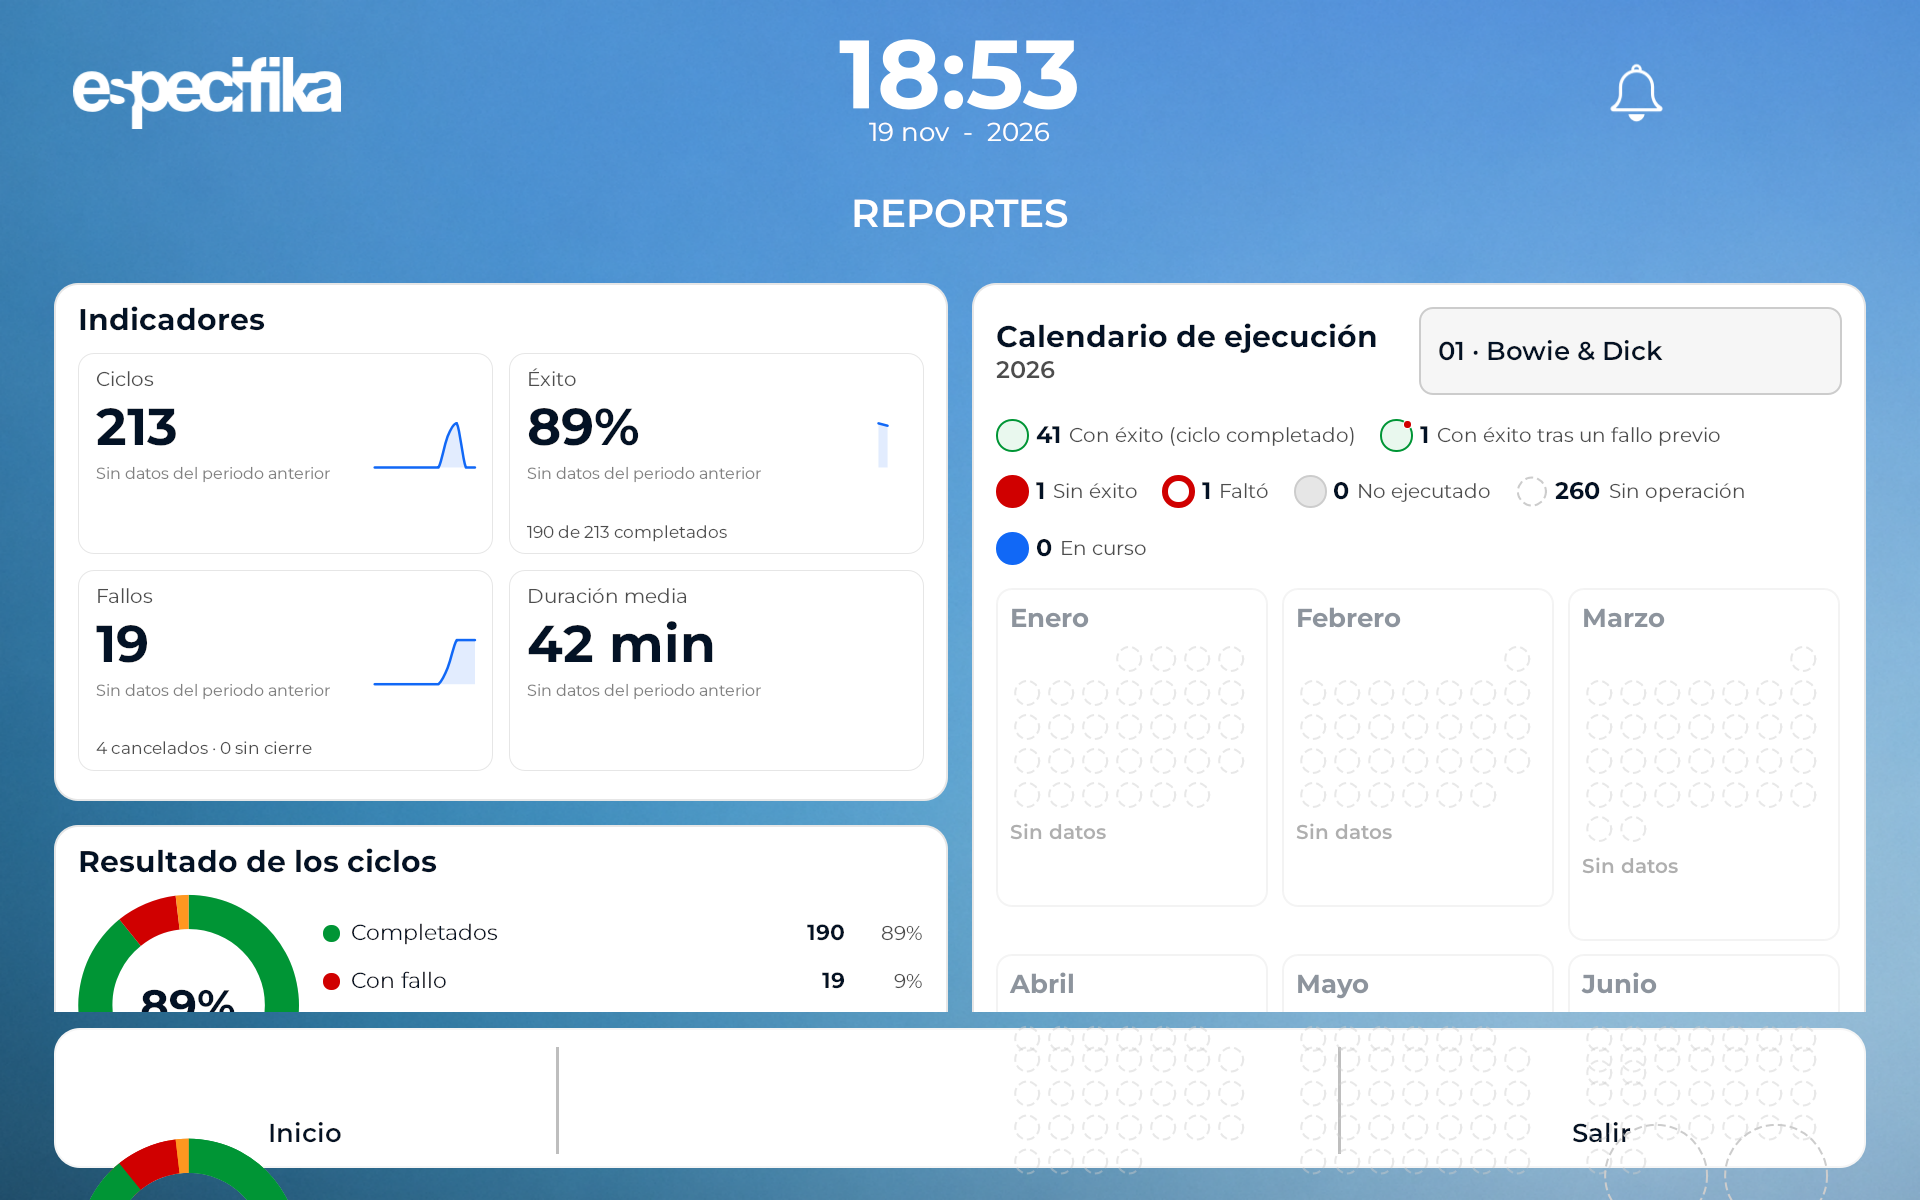 especifika
18:53
19 nov - 2026
REPORTES
Indicadores
Ciclos
213
Sin datos del periodo anterior
Éxito
89%
Sin datos del periodo anterior
190 de 213 completados
Fallos
19
Sin datos del periodo anterior
4 cancelados · 0 sin cierre
Duración media
42 min
Sin datos del periodo anterior
Resultado de los ciclos
89%
Completados 190 89%
Con fallo 19 9%
Calendario de ejecución
2026
01 · Bowie & Dick
41 Con éxito (ciclo completado)
1 Con éxito tras un fallo previo
1 Sin éxito
1 Faltó
0 No ejecutado
260 Sin operación
0 En curso
Enero
Sin datos
Febrero
Sin datos
Marzo
Sin datos
Abril
Mayo
Junio
Inicio
Salir